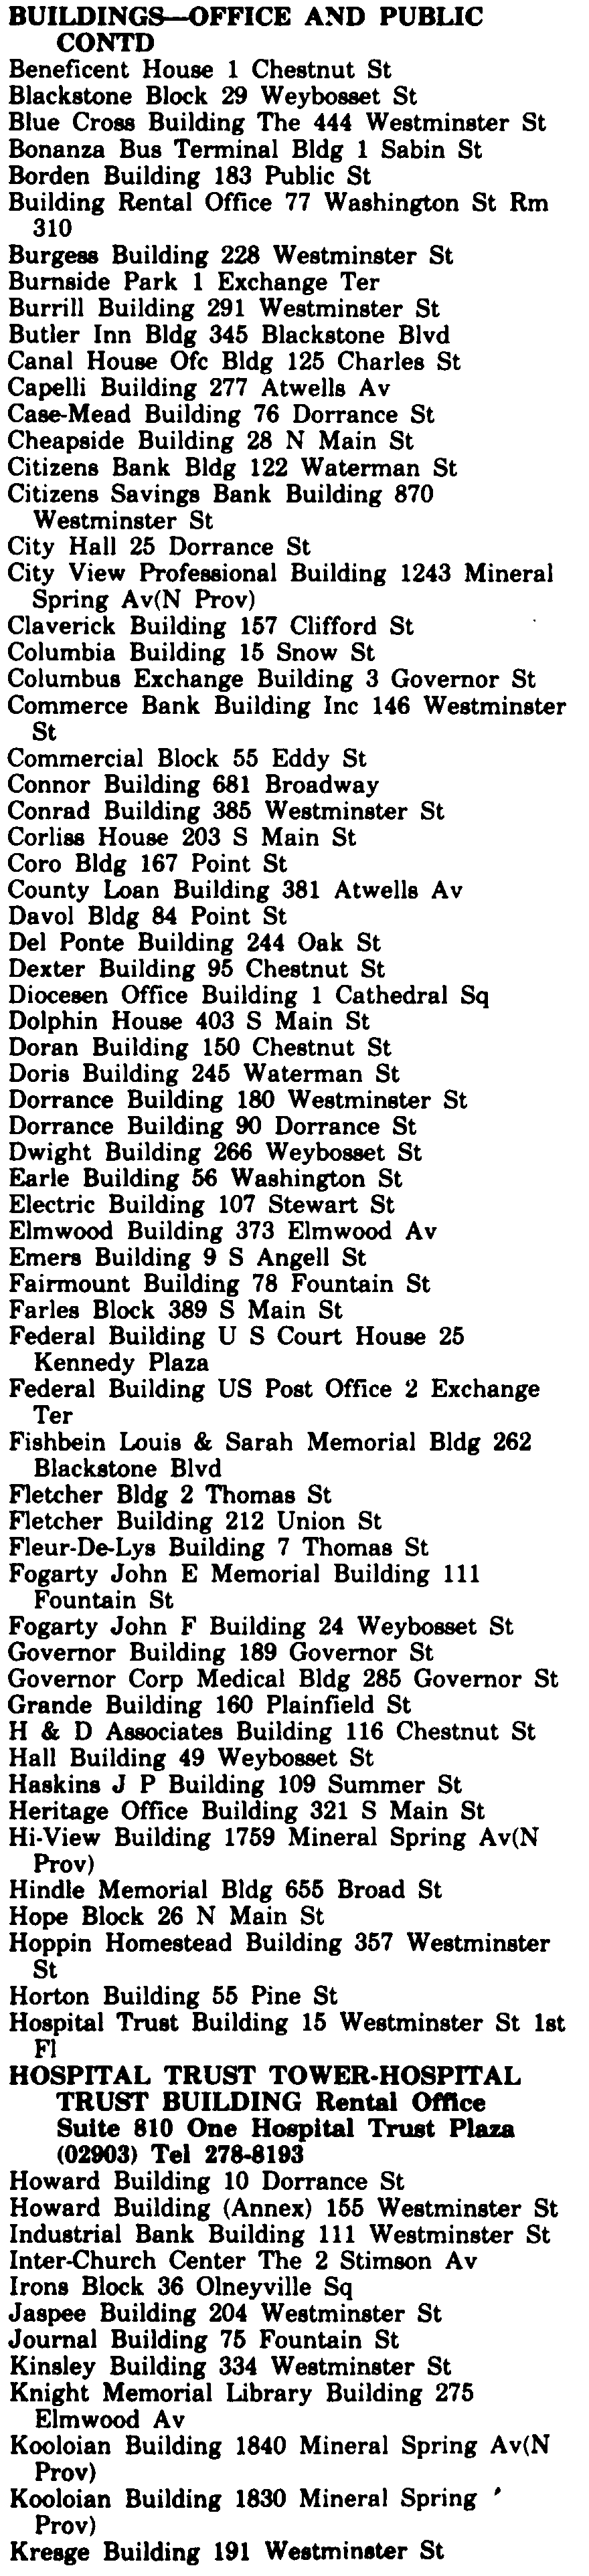 BUILDINGS—OFFICE AND PUBLIC
CONTD
Beneficent House 1 Chestnut St
Blackstone Block 29 Weybosset St
Blue Cross Building The 444 Westminster St
Bonanza Bus Terminal Bldg 1 Sabin St
Borden Building 183 Public St
Building Rental Office 77 Washington St Rm
310
Burgess Building 228 Westminster St
Burnside Park 1 Exchange Ter
Burrill Building 291 Westminster St
Butler Inn Bldg 345 Blackstone Blvd
Canal House Ofc Bldg 125 Charles St
Capelli Building 277 Atwells Av
Case-Mead Building 76 Dorrance St
Cheapside Building 28 N Main St
Citizens Bank Bldg 122 Waterman St
Citizens Savings Bank Building 870
Westminster St
City Hall 25 Dorrance St
City View Professional Building 1243 Mineral
Spring Av(N Prov)
Claverick Building 157 Clifford St
Columbia Building 15 Snow St
Columbus Exchange Building 3 Governor St
Commerce Bank Building Inc 146 Westminster
St
Commercial Block 55 Eddy St
Connor Building 681 Broadway
Conrad Building 385 Westminster St
Corliss House 203 S Main St
Coro Bldg 167 Point St
County Loan Building 381 Atwells Av
Davol Bldg 84 Point St
Del Ponte Building 244 Oak St
Dexter Building 95 Chestnut St
Diocesen Office Building 1 Cathedral Sq
Dolphin House 403 S Main St
Doran Building 150 Chestnut St
Doris Building 245 Waterman St
Dorrance Building 180 Westminster St
Dorrance Building 90 Dorrance St
Dwight Building 266 Weybosset St
Earle Building 56 Washington St
Electric Building 107 Stewart St
Elmwood Building 373 Elmwood Av
Emers Building 9 S Angell St
Fairmount Building 78 Fountain St
Farles Block 389 S Main St
Federal Building U S Court House 25
Kennedy Plaza
Federal Building US Post Office 2 Exchange
Ter
Fishbein Louis & Sarah Memorial Bldg 262
Blackstone Blvd
Fletcher Bldg 2 Thomas St
Fletcher Building 212 Union St
Fleur-De-Lys Building 7 Thomas St
Fogarty John E Memorial Building 111
Fountain St
Fogarty John F Building 24 Weybosset St
Governor Building 189 Governor St
Governor Corp Medical Bldg 285 Governor St
Grande Building 160 Plainfield St
H & D Associates Building 116 Chestnut St
Hall Building 49 Weybosset St
Haskins J P Building 109 Summer St
Heritage Office Building 321 S Main St
Hi-View Building 1759 Mineral Spring Av(N
Prov)
Hindle Memorial Bldg 655 Broad St
Hope Block 26 N Main St
Hoppin Homestead Building 357 Westminster
St
Horton Building 55 Pine St
Hospital Trust Building 15 Westminster St 1st
Fl
HOSPITAL TRUST TOWER-HOSPITAL
TRUST BUILDING Rental Office
Suite 810 One Hospital Trust Plaza
(02903) Tel 278-8193
Howard Building 10 Dorrance St
Howard Building (Annex) 155 Westminster St
Industrial Bank Building 111 Westminster St
Inter-Church Center The 2 Stimson Av
Irons Block 36 Olneyville Sq
Jaspee Building 204 Westminster St
Journal Building 75 Fountain St
Kinsley Building 334 Westminster St
Knight Memorial Library Building 275
Elmwood Av
Kooloian Building 1840 Mineral Spring Av(N
Prov)
Kooloian Building 1830 Mineral Spring
Prov)
Kresge Building 191 Westminster St